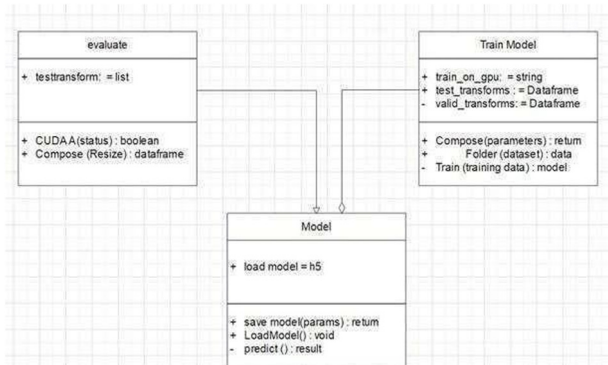 evaluate
+ testtransform: = list
+ CUDAA(status) : boolean
+ Compose (Resize) : dataframe
Train Model
+ train_on_gpu: = string
+ test_transforms : = Dataframe
- valid_transforms: = Dataframe
+ Compose(parameters) : return
+ Folder (dataset) : data
- Train (training data) : model
Model
+ load model = h5
+ save model(params) : return
+ LoadModel() : void
- predict () : result